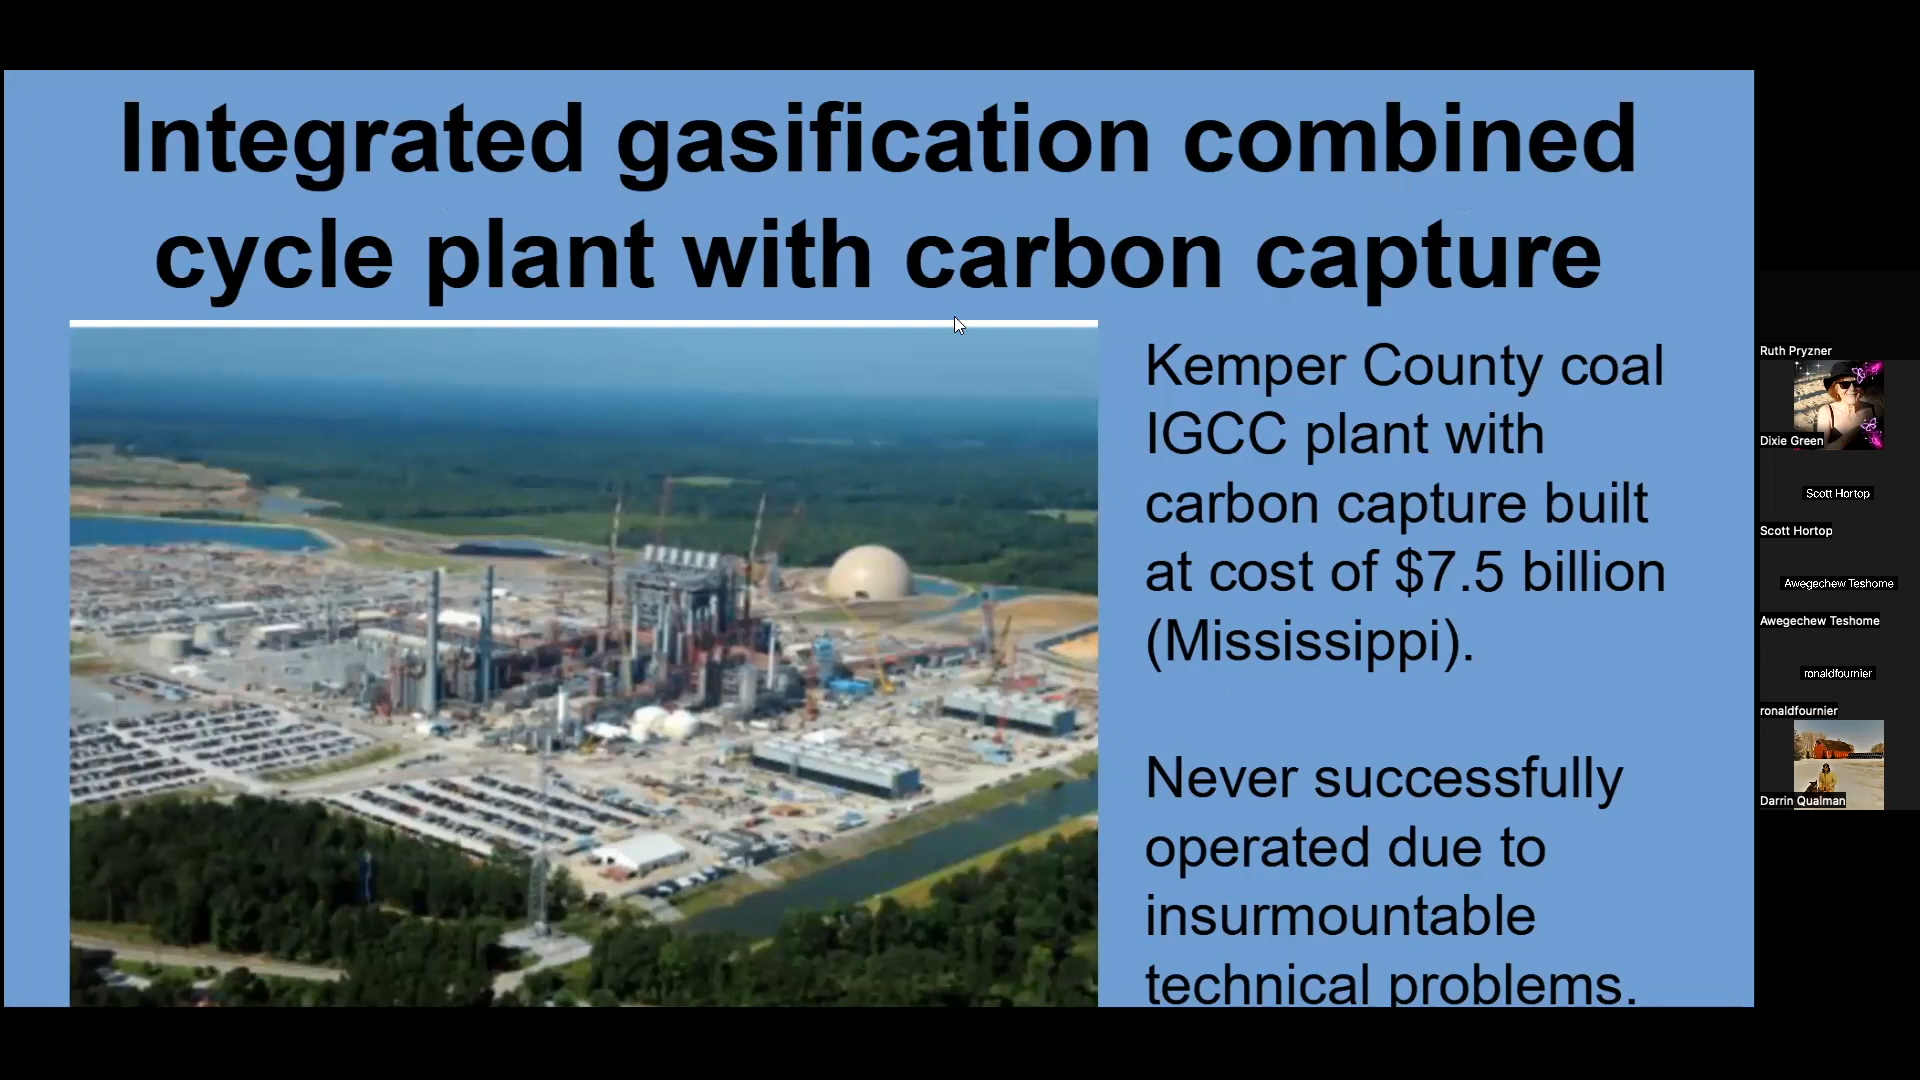 Integrated gasification combined
cycle plant with carbon capture
Kemper County coal
IGCC plant with
carbon capture built
at cost of $7.5 billion
(Mississippi).
Never successfully
operated due to
insurmountable
technical problems.
Ruth Pryzner
Dixie Green
Scott Hortop
Scott Hortop
Awegechew Teshome
Awegechew Teshome
ronaldfournier
ronaldfournier
Darrin Qualman